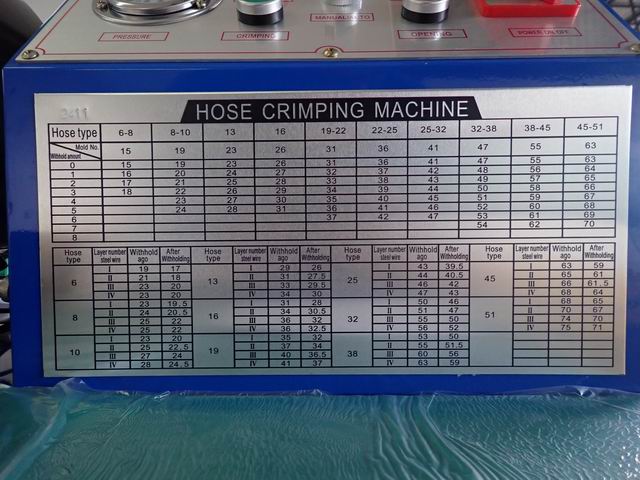 PRESSURE
CRIMPING
MANUALIALTO
OPENING
POWER ON OFF
HOSE CRIMPING MACHINE
Hose type 6-8 8-10 13 16 19-22 22-25 25-32 32-38 38-45 45-51
Mold No. Withhold amount 15 19 23 26 31 36 41 47 55 63
0 15 19 23 26 31 36 41 47 55 63
1 16 20 24 27 32 37 42 48 56 64
2 17 21 25 28 33 38 43 49 57 65
3 18 22 26 29 34 39 44 50 58 66
4 23 27 30 35 40 45 51 59 67
5 24 28 31 36 41 46 52 60 68
6 37 42 47 53 61 69
7 54 62 70
8
Hose type Layer number steel wire Withhold ago After Withholding Hose type Layer number steel wire Withhold ago After Withholding Hose type Layer number steel wire Withhold ago After Withholding Hose type Layer number steel wire Withhold ago After Withholding
6 I 19 17 13 I 29 26 25 I 43 39.5 45 I 63 59
II 21 18 II 31 27.5 II 44 40.5 II 65 61
III 23 20 III 33 29.5 III 46 42 III 66 61.5
IV 23 20 IV 34 30 IV 47 43 IV 68 64
8 I 23 19.5 16 I 31 28 32 I 50 46 51 I 68 65
II 24 20.5 II 34 30.5 II 51 47 II 70 67
III 25 22 III 36 32.5 III 55 50 III 74 70
IV 25 22 IV 36 32.5 IV 56 52 IV 75 71
10 I 23 20 19 I 35 32 38 I 53 50
II 25 22.5 II 37 34 II 55 51.5
III 27 24 III 40 36.5 III 60 56
IV 28 24.5 IV 41 37 IV 63 59